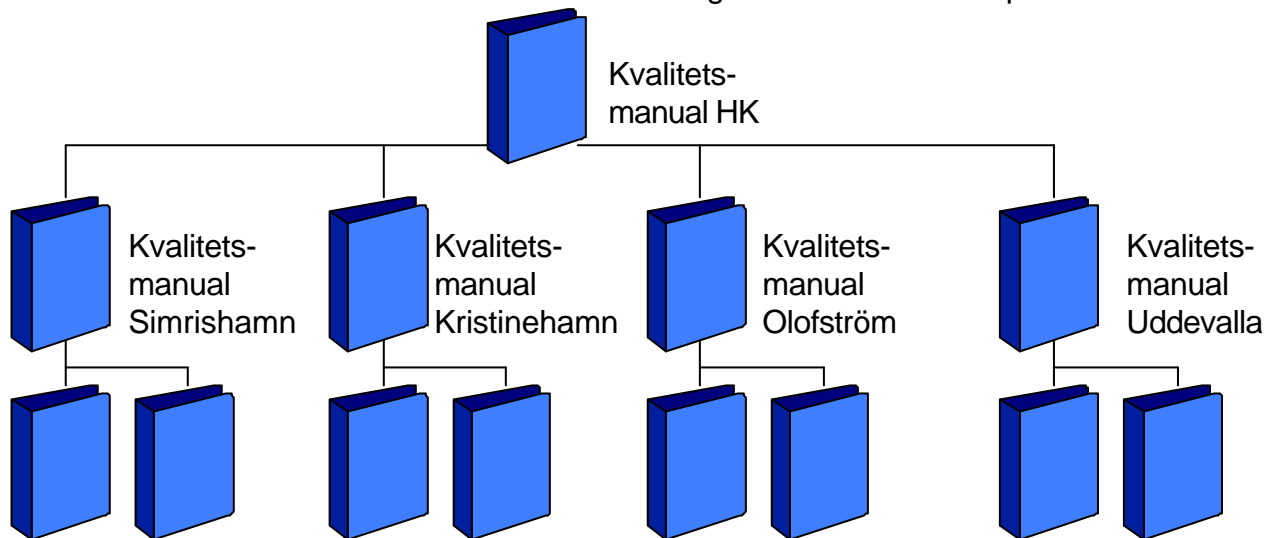 Kvalitets-
manual HK
Kvalitets-
manual
Simrishamn
Kvalitets-
manual
Kristinehamn
Kvalitets-
manual
Olofström
Kvalitets-
manual
Uddevalla